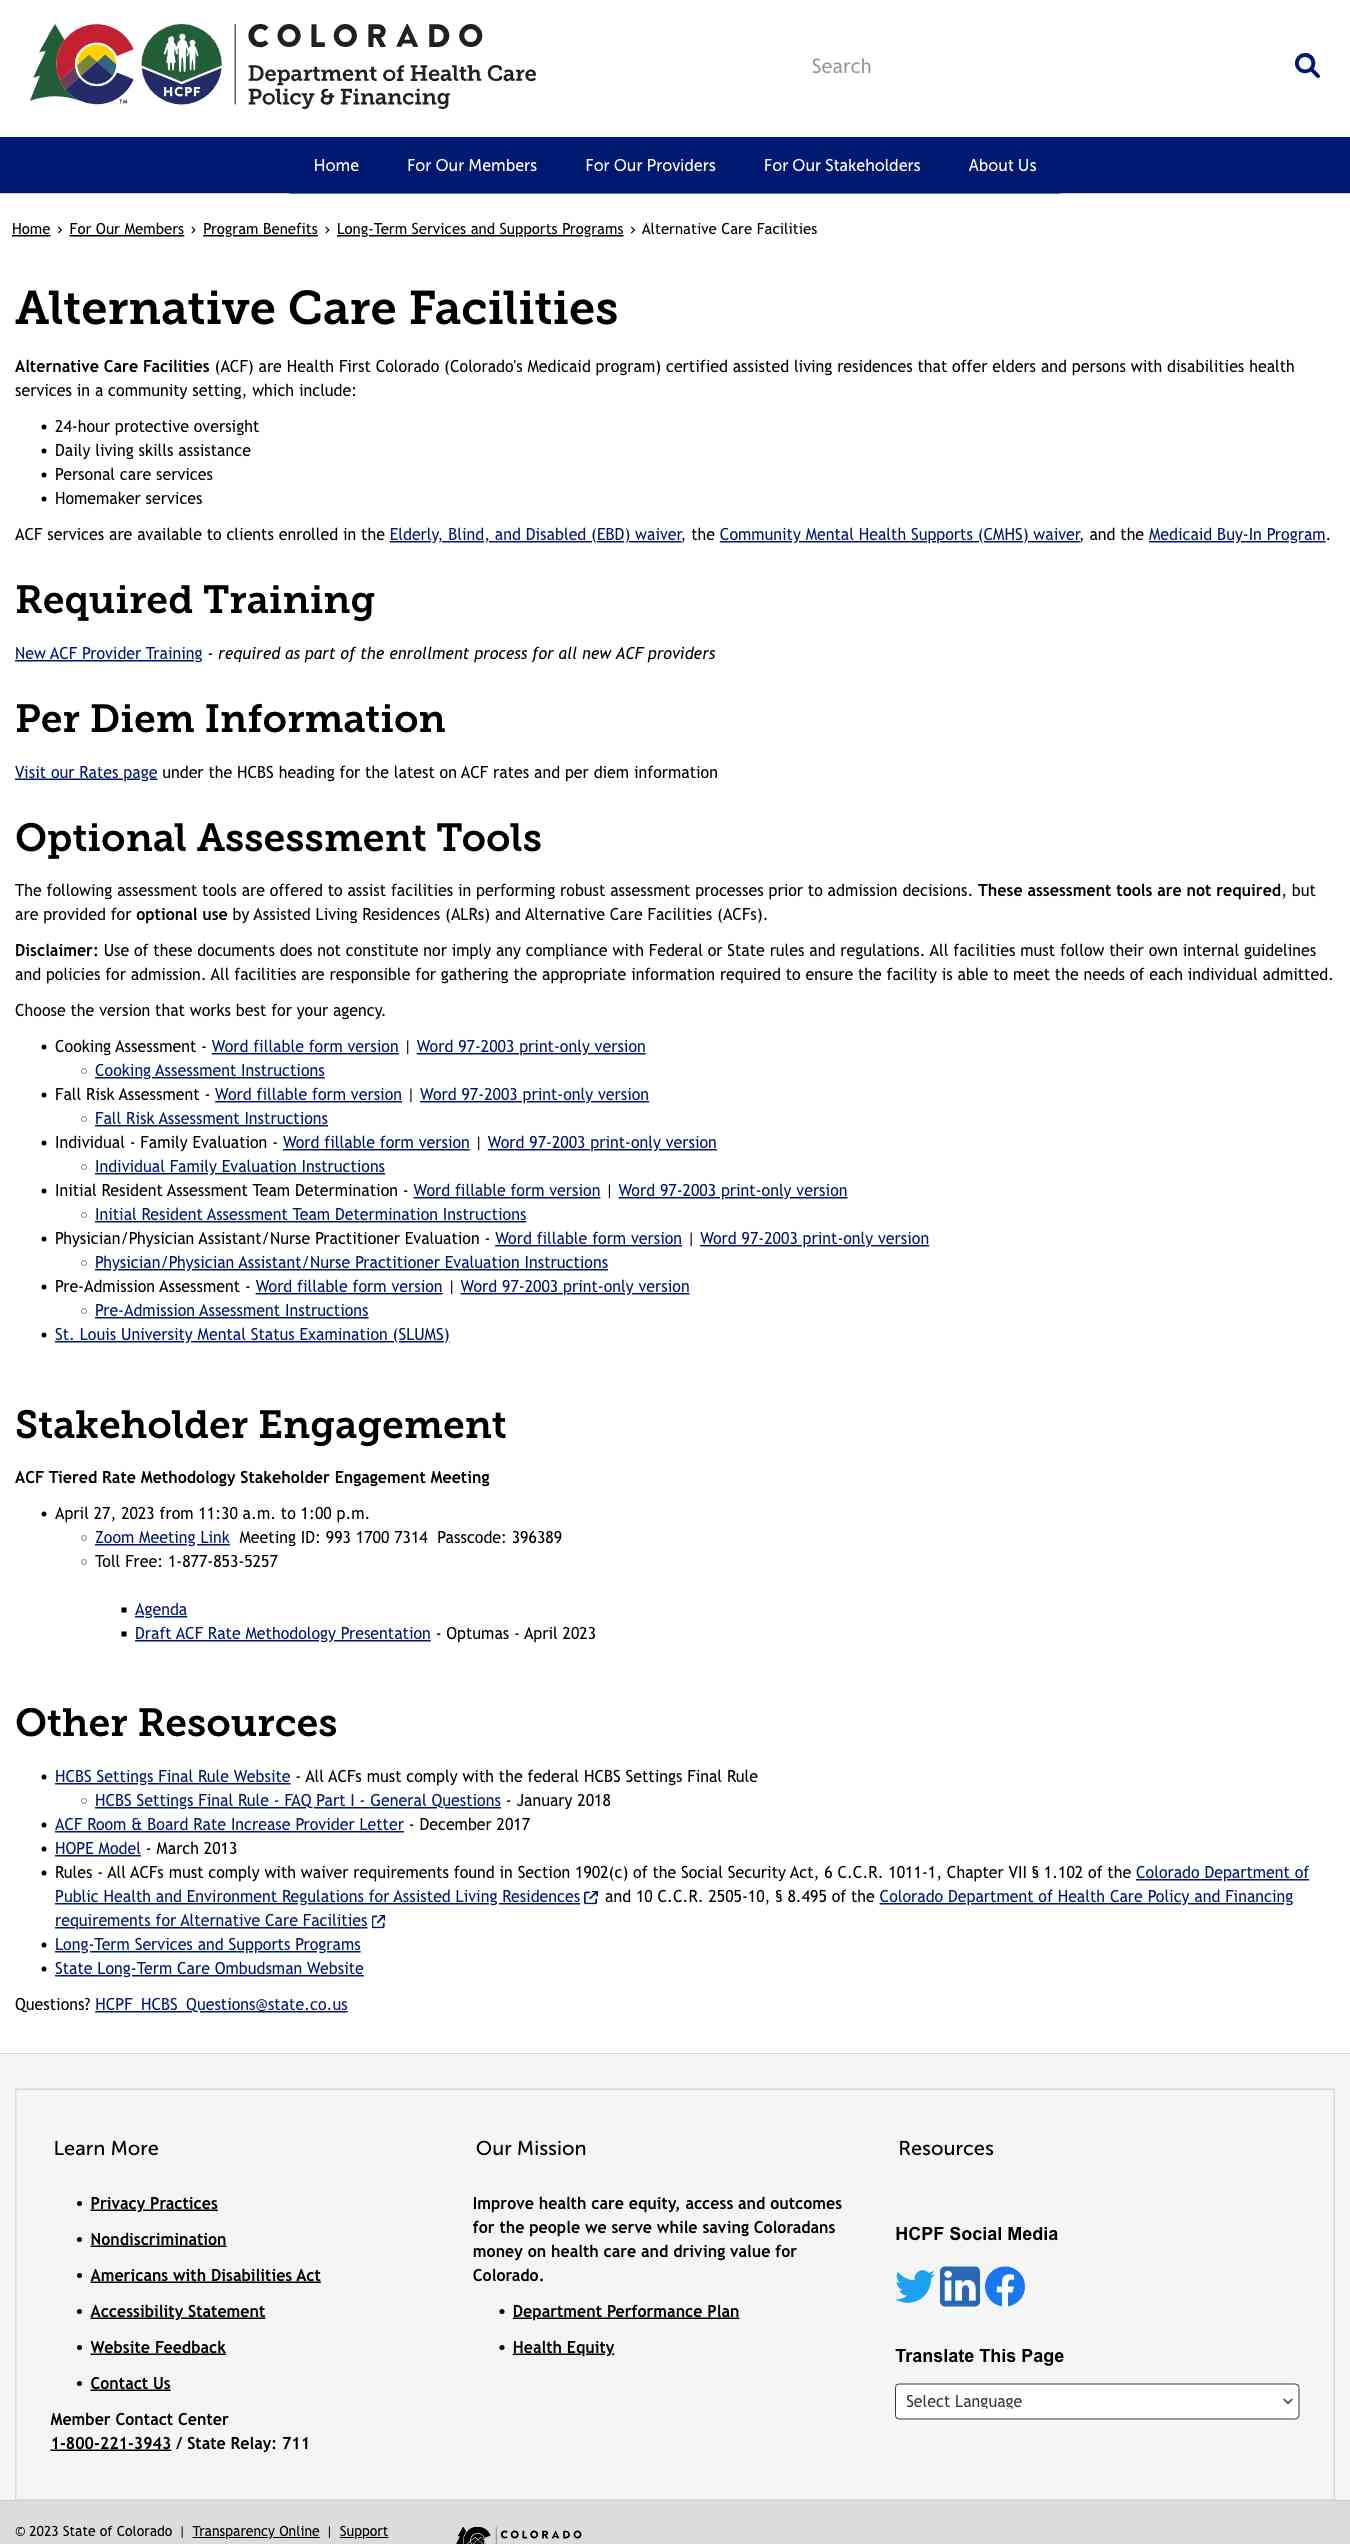 COLORADO
Department of Health Care
Policy & Financing
HCPF
TM
Search
Home
For Our Members
For Our Providers
For Our Stakeholders
About Us
Home › For Our Members › Program Benefits › Long-Term Services and Supports Programs › Alternative Care Facilities
Alternative Care Facilities
Alternative Care Facilities (ACF) are Health First Colorado (Colorado's Medicaid program) certified assisted living residences that offer elders and persons with disabilities health
services in a community setting, which include:
• 24-hour protective oversight
• Daily living skills assistance
• Personal care services
• Homemaker services
ACF services are available to clients enrolled in the Elderly, Blind, and Disabled (EBD) waiver, the Community Mental Health Supports (CMHS) waiver, and the Medicaid Buy-In Program.
Required Training
New ACF Provider Training - required as part of the enrollment process for all new ACF providers
Per Diem Information
Visit our Rates page under the HCBS heading for the latest on ACF rates and per diem information
Optional Assessment Tools
The following assessment tools are offered to assist facilities in performing robust assessment processes prior to admission decisions. These assessment tools are not required, but
are provided for optional use by Assisted Living Residences (ALRs) and Alternative Care Facilities (ACFs).
Disclaimer: Use of these documents does not constitute nor imply any compliance with Federal or State rules and regulations. All facilities must follow their own internal guidelines
and policies for admission. All facilities are responsible for gathering the appropriate information required to ensure the facility is able to meet the needs of each individual admitted.
Choose the version that works best for your agency.
• Cooking Assessment - Word fillable form version | Word 97-2003 print-only version
○ Cooking Assessment Instructions
• Fall Risk Assessment - Word fillable form version | Word 97-2003 print-only version
○ Fall Risk Assessment Instructions
• Individual - Family Evaluation - Word fillable form version | Word 97-2003 print-only version
○ Individual Family Evaluation Instructions
• Initial Resident Assessment Team Determination - Word fillable form version | Word 97-2003 print-only version
○ Initial Resident Assessment Team Determination Instructions
• Physician/Physician Assistant/Nurse Practitioner Evaluation - Word fillable form version | Word 97-2003 print-only version
○ Physician/Physician Assistant/Nurse Practitioner Evaluation Instructions
• Pre-Admission Assessment - Word fillable form version | Word 97-2003 print-only version
○ Pre-Admission Assessment Instructions
• St. Louis University Mental Status Examination (SLUMS)
Stakeholder Engagement
ACF Tiered Rate Methodology Stakeholder Engagement Meeting
• April 27, 2023 from 11:30 a.m. to 1:00 p.m.
○ Zoom Meeting Link Meeting ID: 993 1700 7314 Passcode: 396389
○ Toll Free: 1-877-853-5257
▪ Agenda
▪ Draft ACF Rate Methodology Presentation - Optumas - April 2023
Other Resources
• HCBS Settings Final Rule Website - All ACFs must comply with the federal HCBS Settings Final Rule
○ HCBS Settings Final Rule - FAQ Part I - General Questions - January 2018
• ACF Room & Board Rate Increase Provider Letter - December 2017
• HOPE Model - March 2013
• Rules - All ACFs must comply with waiver requirements found in Section 1902(c) of the Social Security Act, 6 C.C.R. 1011-1, Chapter VII § 1.102 of the Colorado Department of
Public Health and Environment Regulations for Assisted Living Residences and 10 C.C.R. 2505-10, § 8.495 of the Colorado Department of Health Care Policy and Financing
requirements for Alternative Care Facilities
• Long-Term Services and Supports Programs
• State Long-Term Care Ombudsman Website
Questions? HCPF_HCBS_Questions@state.co.us
Learn More
• Privacy Practices
• Nondiscrimination
• Americans with Disabilities Act
• Accessibility Statement
• Website Feedback
• Contact Us
Member Contact Center
1-800-221-3943 / State Relay: 711
Our Mission
Improve health care equity, access and outcomes
for the people we serve while saving Coloradans
money on health care and driving value for
Colorado.
• Department Performance Plan
• Health Equity
Resources
HCPF Social Media
in
Translate This Page
Select Language
© 2023 State of Colorado | Transparency Online | Support
COLORADO